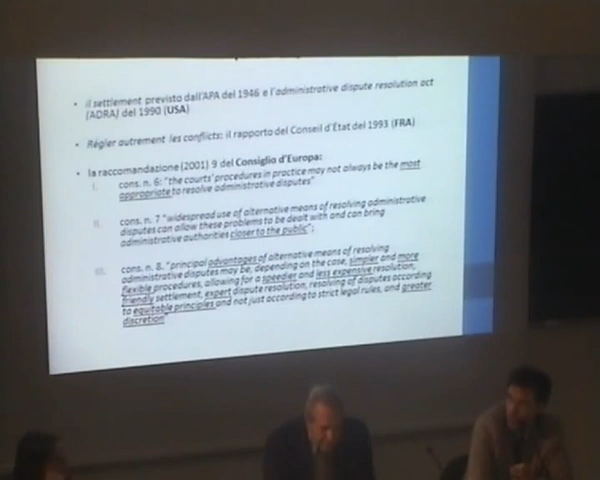 • il settlement previsto dall'APA del 1946 e l'administrative dispute resolution act
(ADRA) del 1990 (USA)
• Régler autrement les conflicts: il rapporto del Conseil d'Etat del 1993 (FRA)
• la raccomandazione (2001) 9 del Consiglio d'Europa:
I. cons. n. 6: "the courts' procedures in practice may not always be the most
appropriate to resolve administrative disputes"
II. cons. n. 7 "widespread use of alternative means of resolving administrative
disputes can allow these problems to be dealt with and can bring
administrative authorities closer to the public";
III. cons. n. 8. "principal advantages of alternative means of resolving
administrative disputes may be, depending on the case, simpler and more
flexible procedures, allowing for a speedier and less expensive resolution,
friendly settlement, expert dispute resolution, resolving of disputes according
to equitable principles and not just according to strict legal rules, and greater
discretion"